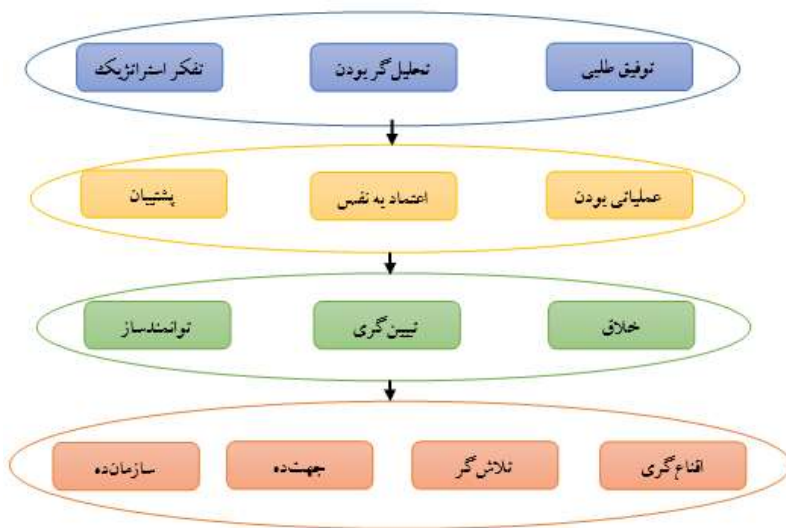 توفیق طلبی
تحلیل‌گر بودن
تفکر استراتژیک
عملیاتی بودن
اعتماد به نفس
پشتیبان
خلاق
تبیین‌گری
توانمندساز
اقناع‌گری
تلاش‌گر
جهت‌ده
سازمان‌ده